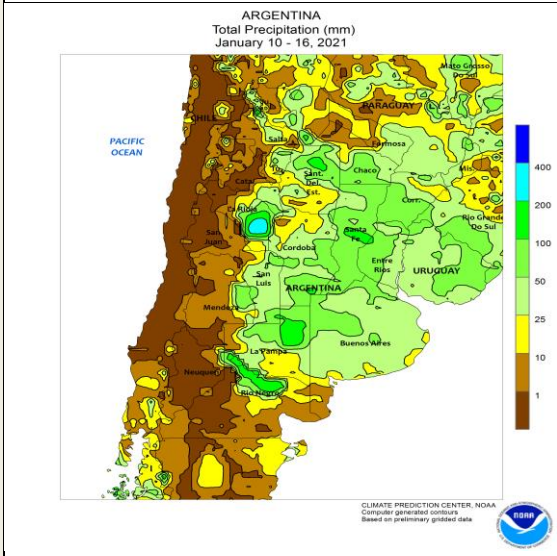 ARGENTINA
Total Precipitation (mm)
January 10 - 16, 2021
Mato Grosso
Do Sul
CHILE
PARAGUAY
PACIFIC
OCEAN
Salta
Formosa
Chaco
Sant.
Del
Est.
Cata.
Mis.
La Rioja
Corr.
Rio Grande
Do Sul
San
Juan
Santa
Fe
Cordoba
Entre
Rios
URUGUAY
San
Luis
ARGENTINA
Mendoza
Buenos Aires
La Pampa
Neuquen
Rio Negro
400
200
100
50
25
10
1
CLIMATE PREDICTION CENTER, NOAA
Computer generated contours
Based on preliminary gridded data
NOAA